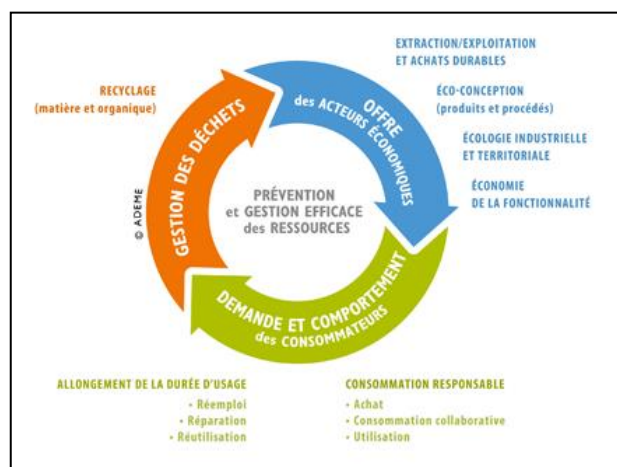 EXTRACTION/EXPLOITATION
ET ACHATS DURABLES
RECYCLAGE
(matière et organique)
ÉCO-CONCEPTION
(produits et procédés)
ÉCOLOGIE INDUSTRIELLE
ET TERRITORIALE
ÉCONOMIE
DE LA FONCTIONNALITÉ
OFFRE
des ACTEURS ÉCONOMIQUES
GESTION DES DÉCHETS
© ADEME
PRÉVENTION
et GESTION EFFICACE
des RESSOURCES
DEMANDE ET COMPORTEMENT
des CONSOMMATEURS
ALLONGEMENT DE LA DURÉE D'USAGE
• Réemploi
• Réparation
• Réutilisation
CONSOMMATION RESPONSABLE
• Achat
• Consommation collaborative
• Utilisation